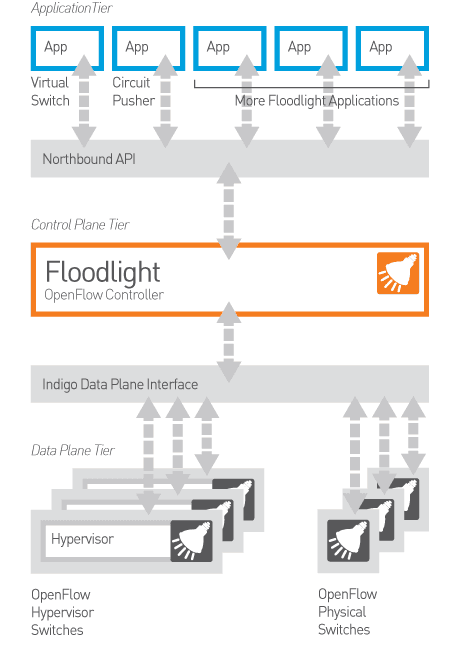 ApplicationTier
App App App App App
Virtual Switch
Circuit Pusher
More Floodlight Applications
Northbound API
Control Plane Tier
Floodlight
OpenFlow Controller
Indigo Data Plane Interface
Data Plane Tier
Hypervisor
OpenFlow
Hypervisor
Switches
OpenFlow
Physical
Switches